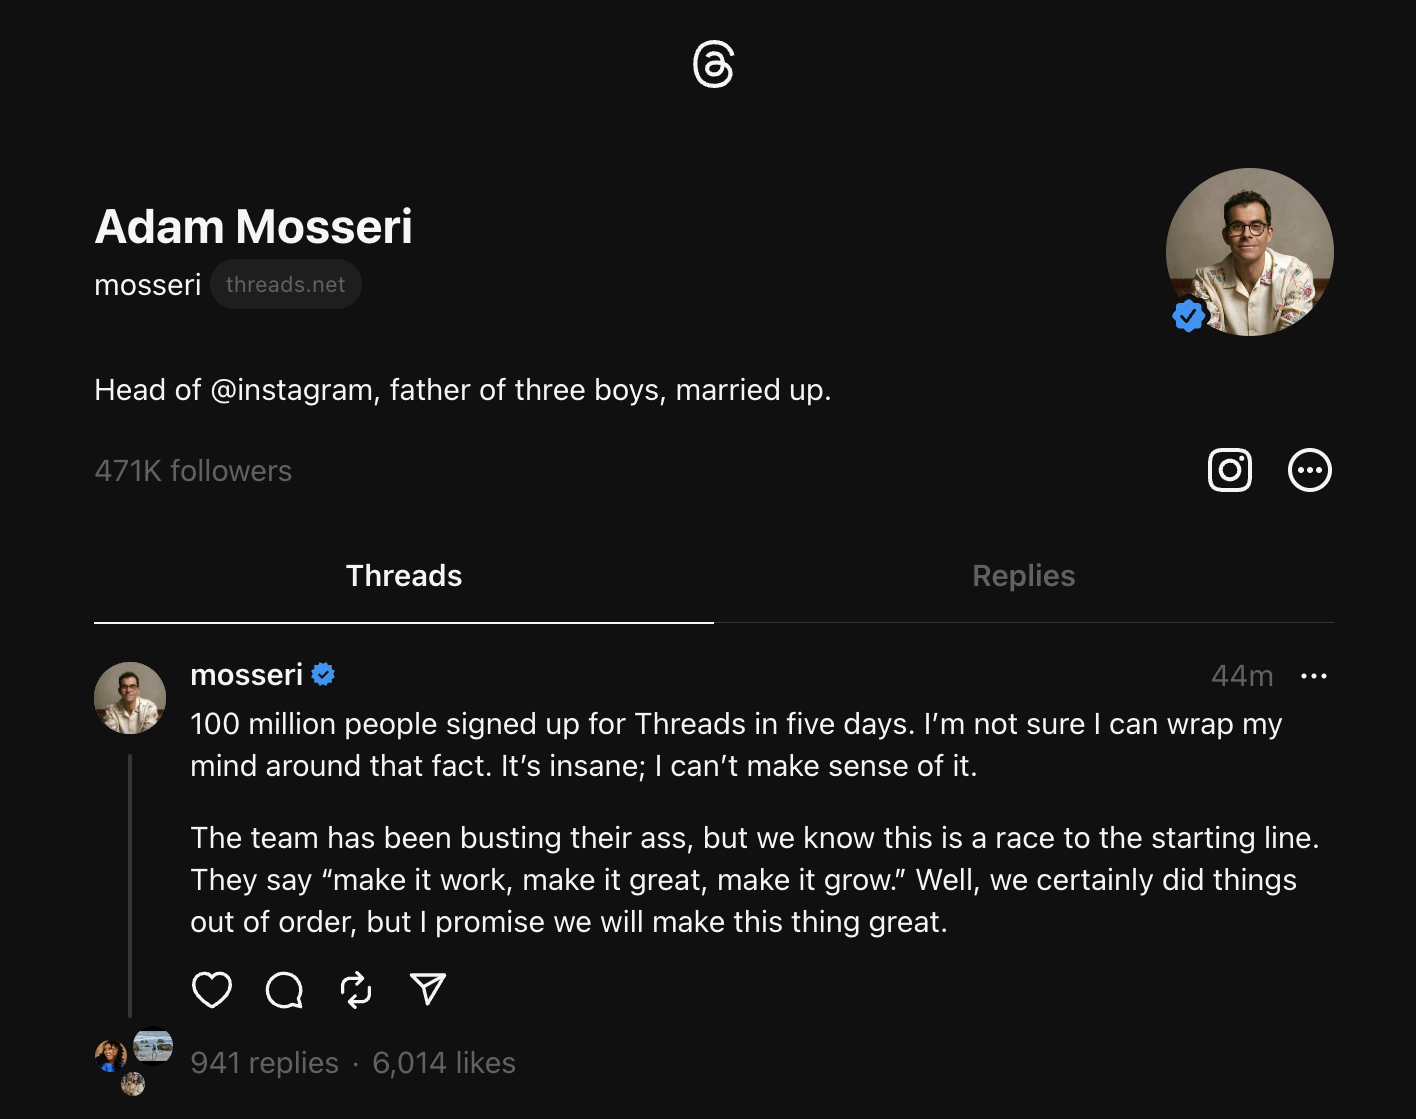 Adam Mosseri
mosseri threads.net
Head of @instagram, father of three boys, married up.
471K followers
Threads
Replies
mosseri
44m
100 million people signed up for Threads in five days. I’m not sure I can wrap my
mind around that fact. It’s insane; I can’t make sense of it.
The team has been busting their ass, but we know this is a race to the starting line.
They say “make it work, make it great, make it grow.” Well, we certainly did things
out of order, but I promise we will make this thing great.
941 replies · 6,014 likes